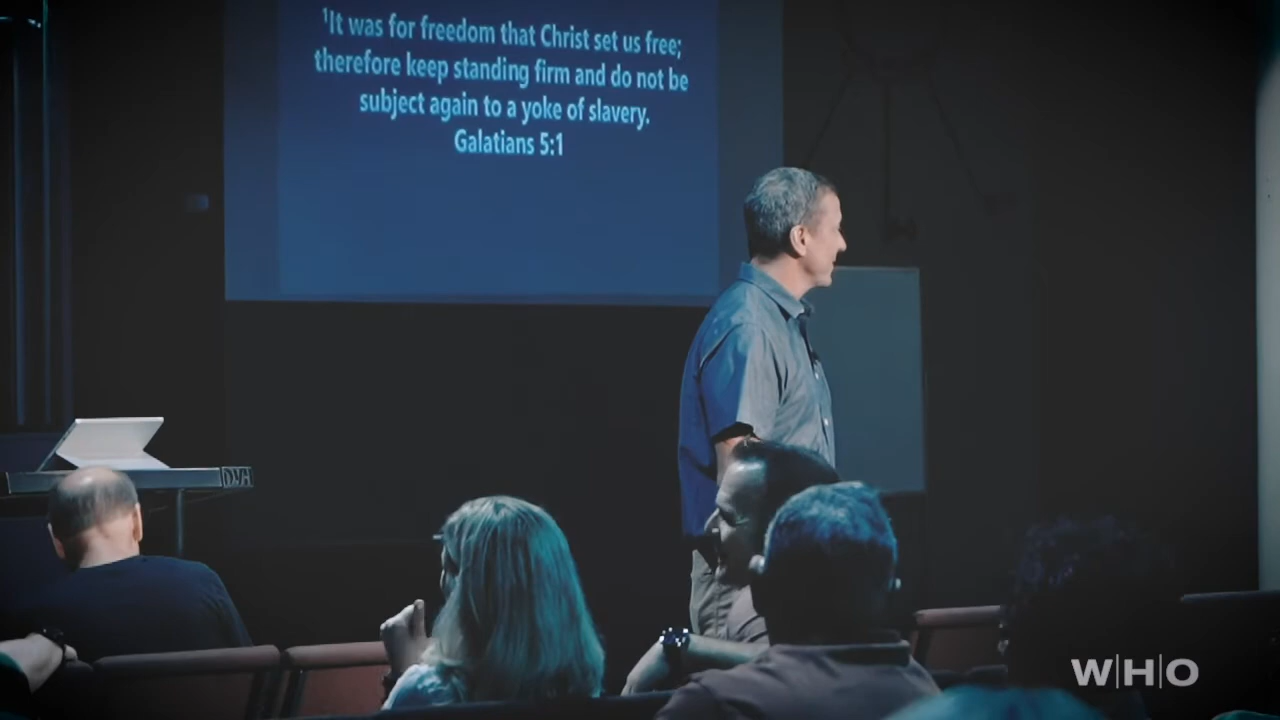 ¹It was for freedom that Christ set us free;
therefore keep standing firm and do not be
subject again to a yoke of slavery.
Galatians 5:1
W|H|O